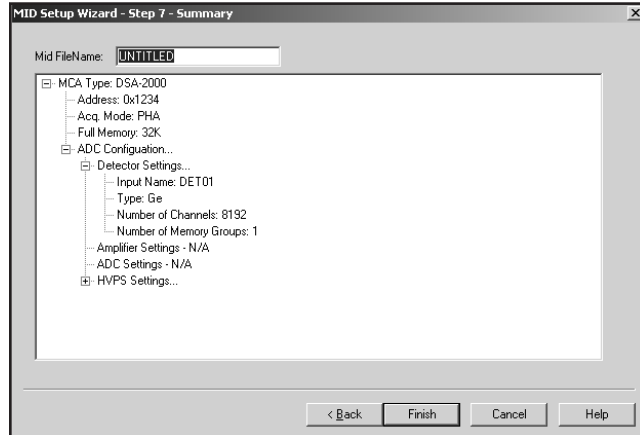 MID Setup Wizard - Step 7 - Summary
Mid FileName: UNTITLED
MCA Type: DSA-2000
Address: 0x1234
Acq. Mode: PHA
Full Memory: 32K
ADC Configuation...
Detector Settings...
Input Name: DET01
Type: Ge
Number of Channels: 8192
Number of Memory Groups: 1
Amplifier Settings - N/A
ADC Settings - N/A
HVPS Settings...
< Back Finish Cancel Help